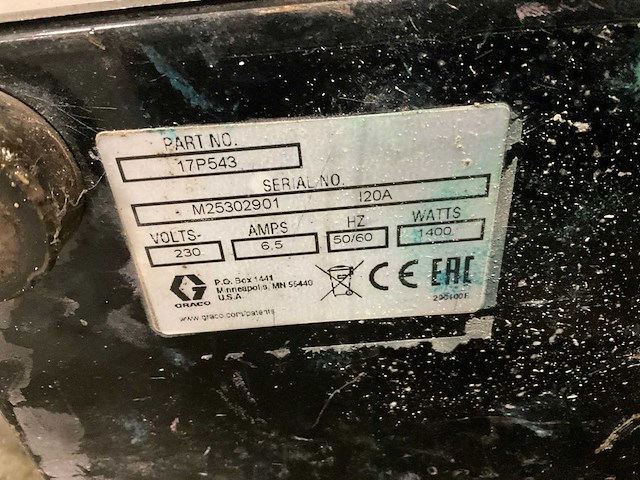 PART NO.
17P543
SERIAL NO.
M25302901 I20A
VOLTS~ AMPS HZ WATTS
230 6.5 50/60 1400
GRACO
P.O. Box 1441
Minneapolis, MN 55440
U.S.A.
CE EAC
www.graco.com/patents